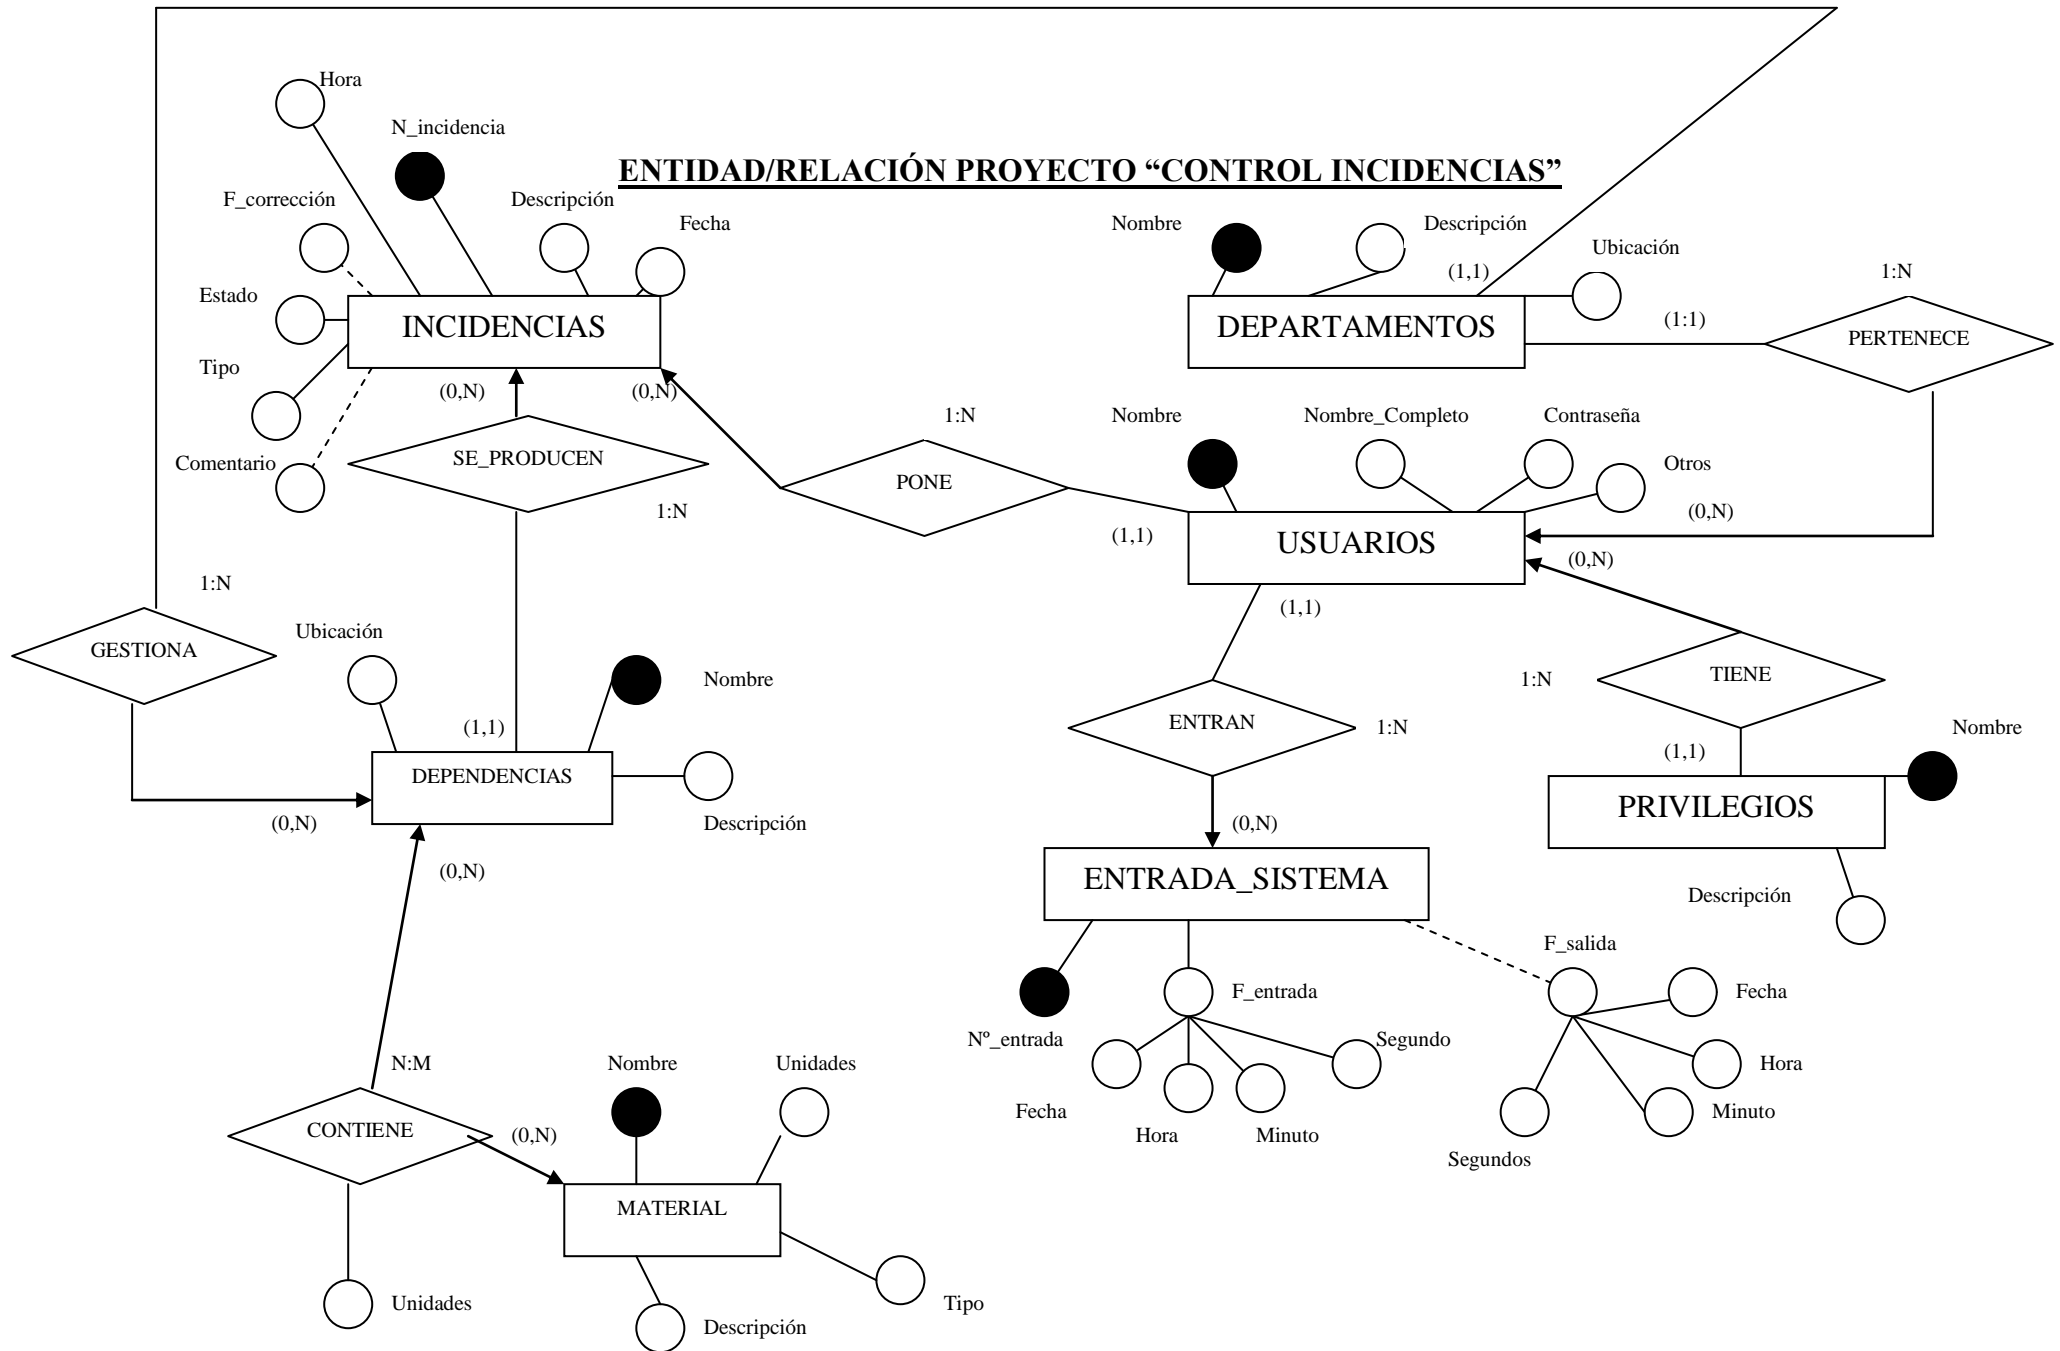 Hora
N_incidencia
ENTIDAD/RELACIÓN PROYECTO “CONTROL INCIDENCIAS”
F_corrección
Descripción
Fecha
Nombre
Descripción
Ubicación
(1,1)
1:N
Estado
INCIDENCIAS
DEPARTAMENTOS
(1:1)
PERTENECE
Tipo
(0,N)
(0,N)
1:N
Nombre
Nombre_Completo
Contraseña
Comentario
SE_PRODUCEN
PONE
Otros
1:N
(1,1)
USUARIOS
(0,N)
(0,N)
1:N
(1,1)
GESTIONA
Ubicación
Nombre
1:N
TIENE
(1,1)
ENTRAN
1:N
Nombre
(1,1)
DEPENDENCIAS
PRIVILEGIOS
(0,N)
Descripción
(0,N)
(0,N)
ENTRADA_SISTEMA
Descripción
F_salida
Nº_entrada
F_entrada
Segundo
Fecha
N:M
Nombre
Unidades
Hora
Fecha
Minuto
CONTIENE
(0,N)
Hora
Minuto
Segundos
MATERIAL
Unidades
Descripción
Tipo